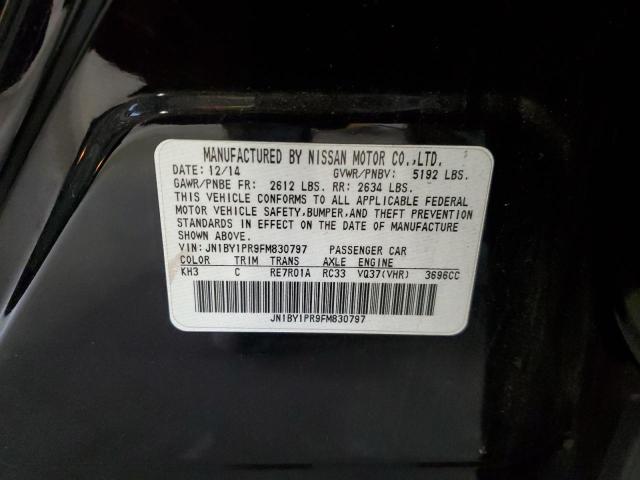 MANUFACTURED BY NISSAN MOTOR CO.,LTD.
DATE: 12/14 GVWR/PNBV: 5192 LBS.
GAWR/PNBE FR: 2612 LBS. RR: 2634 LBS.
THIS VEHICLE CONFORMS TO ALL APPLICABLE FEDERAL
MOTOR VEHICLE SAFETY, BUMPER, AND THEFT PREVENTION
STANDARDS IN EFFECT ON THE DATE OF MANUFACTURE
SHOWN ABOVE.
VIN: JN1BY1PR9FM830797 PASSENGER CAR
COLOR TRIM TRANS AXLE ENGINE
KH3 C RE7R01A RC33 VQ37(VHR) 3696CC
JN1BY1PR9FM830797